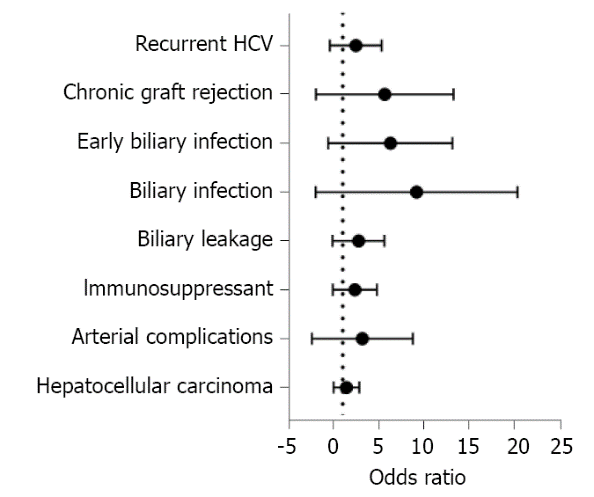 Recurrent HCV
Chronic graft rejection
Early biliary infection
Biliary infection
Biliary leakage
Immunosuppressant
Arterial complications
Hepatocellular carcinoma
-5 0 5 10 15 20 25
Odds ratio